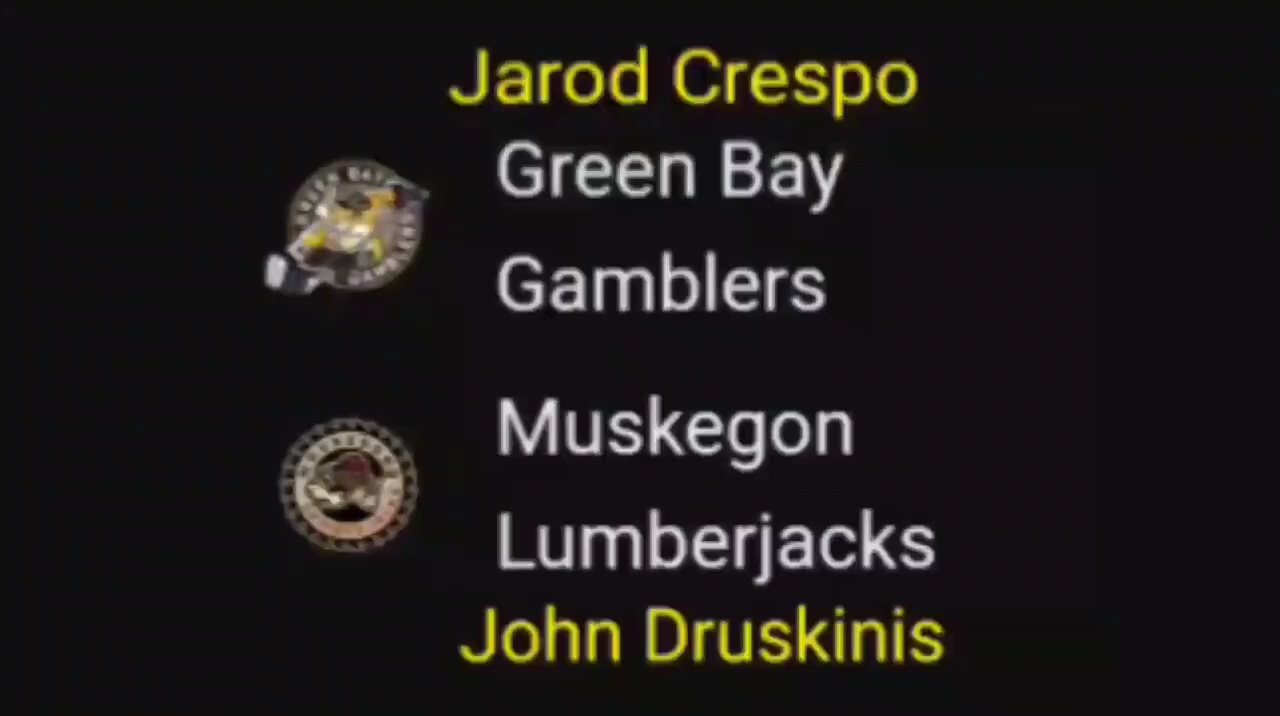 Jarod Crespo
Green Bay
Gamblers
Muskegon
Lumberjacks
John Druskinis